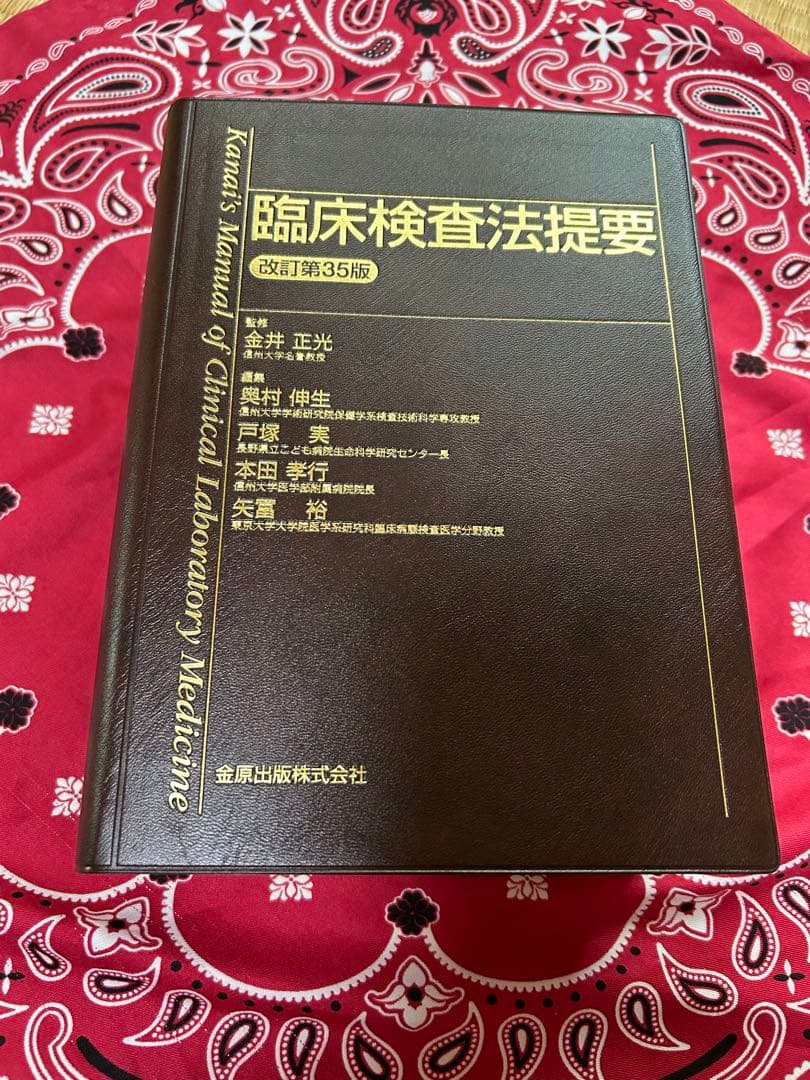 臨床検査法提要
改訂第35版
監修
金井 正光
信州大学名誉教授
編集
奥村 伸生
信州大学学術研究院保健学系検査技術科学専攻教授
戸塚 実
長野県立こども病院生命科学研究センター長
本田 孝行
信州大学医学部附属病院院長
矢冨 裕
東京大学大学院医学系研究科臨床病態検査医学分野教授
金原出版株式会社
Kanai's Manual of Clinical Laboratory Medicine